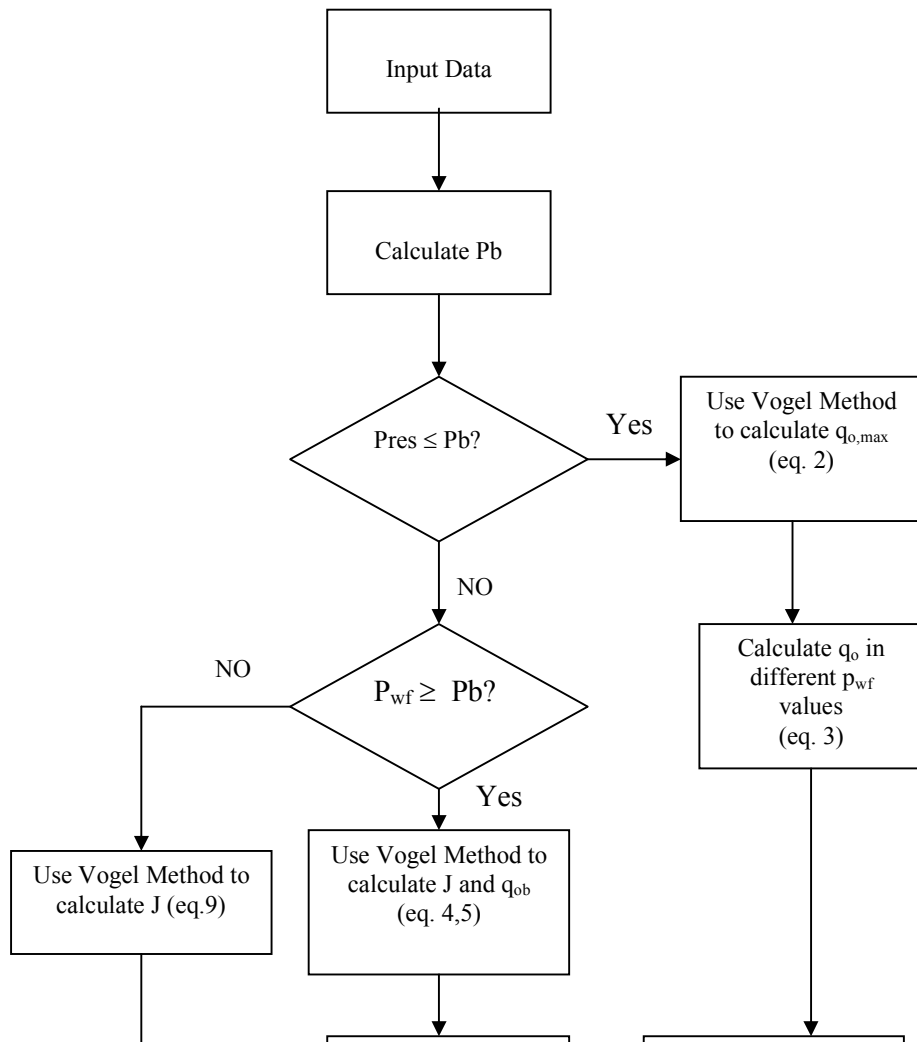 Input Data
Calculate Pb
Pres ≤ Pb?
Yes
Use Vogel Method
to calculate qo,max
(eq. 2)
NO
Calculate qo in
different pwf
values
(eq. 3)
NO
Pwf ≥ Pb?
Yes
Use Vogel Method to
calculate J (eq.9)
Use Vogel Method to
calculate J and qob
(eq. 4,5)